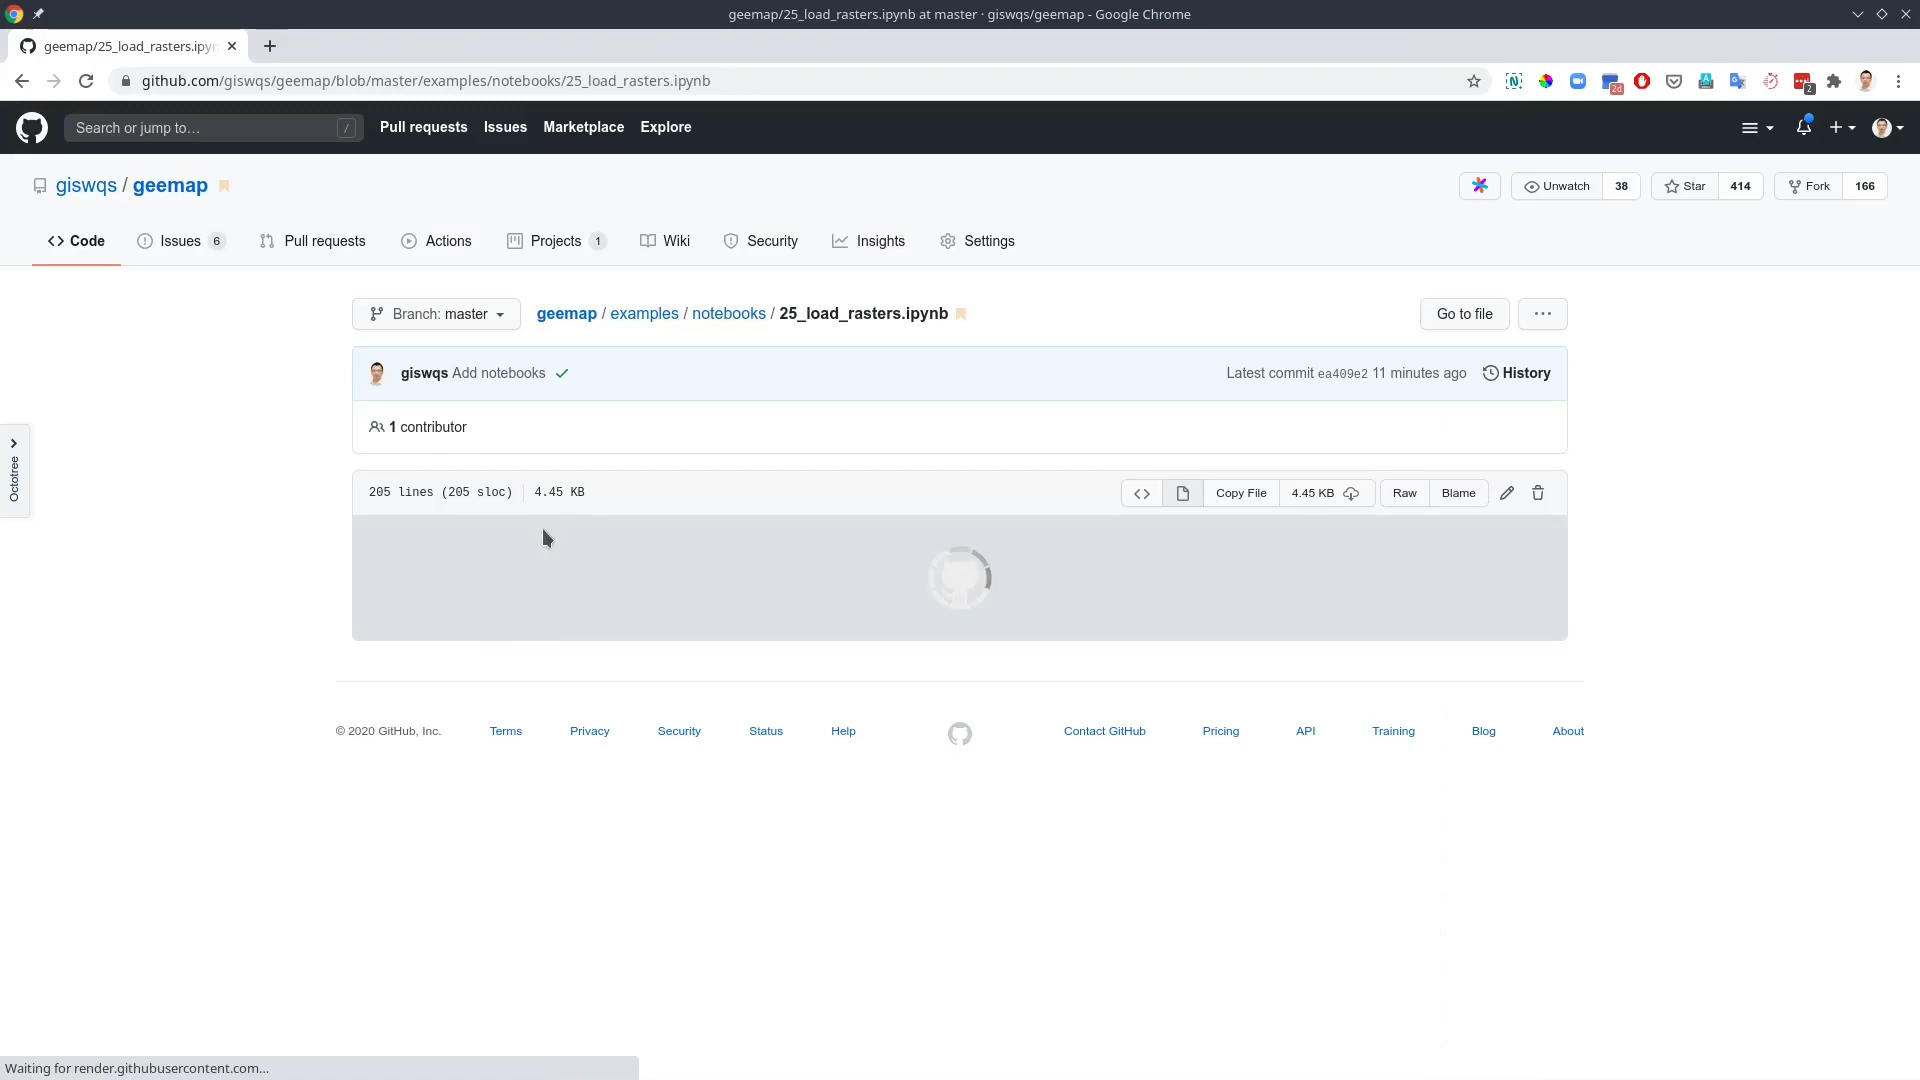 geemap/25_load_rasters.ipynb at master · giswqs/geemap - Google Chrome
geemap/25_load_rasters.ipyn
github.com/giswqs/geemap/blob/master/examples/notebooks/25_load_rasters.ipynb
2d
2
Search or jump to…
/
Pull requests
Issues
Marketplace
Explore
giswqs / geemap
Unwatch 38
Star 414
Fork 166
Code
Issues 6
Pull requests
Actions
Projects 1
Wiki
Security
Insights
Settings
Branch: master
geemap / examples / notebooks / 25_load_rasters.ipynb
Go to file
giswqs Add notebooks
Latest commit ea409e2 11 minutes ago
History
1 contributor
Octotree
205 lines (205 sloc)
4.45 KB
Copy File
4.45 KB
Raw
Blame
© 2020 GitHub, Inc.
Terms
Privacy
Security
Status
Help
Contact GitHub
Pricing
API
Training
Blog
About
Waiting for render.githubusercontent.com...